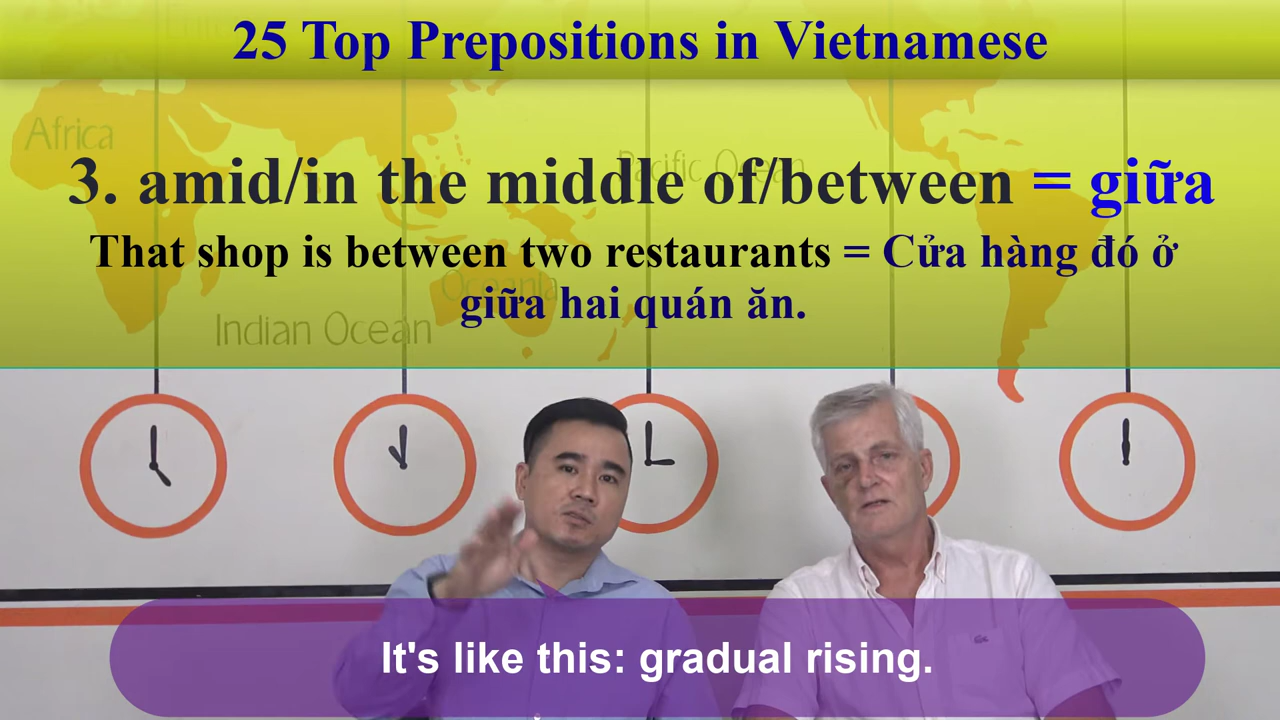 25 Top Prepositions in Vietnamese
Africa
Pacific Ocean
3. amid/in the middle of/between = giữa
That shop is between two restaurants = Cửa hàng đó ở
giữa hai quán ăn.
Oceania
Indian Ocean
It's like this: gradual rising.